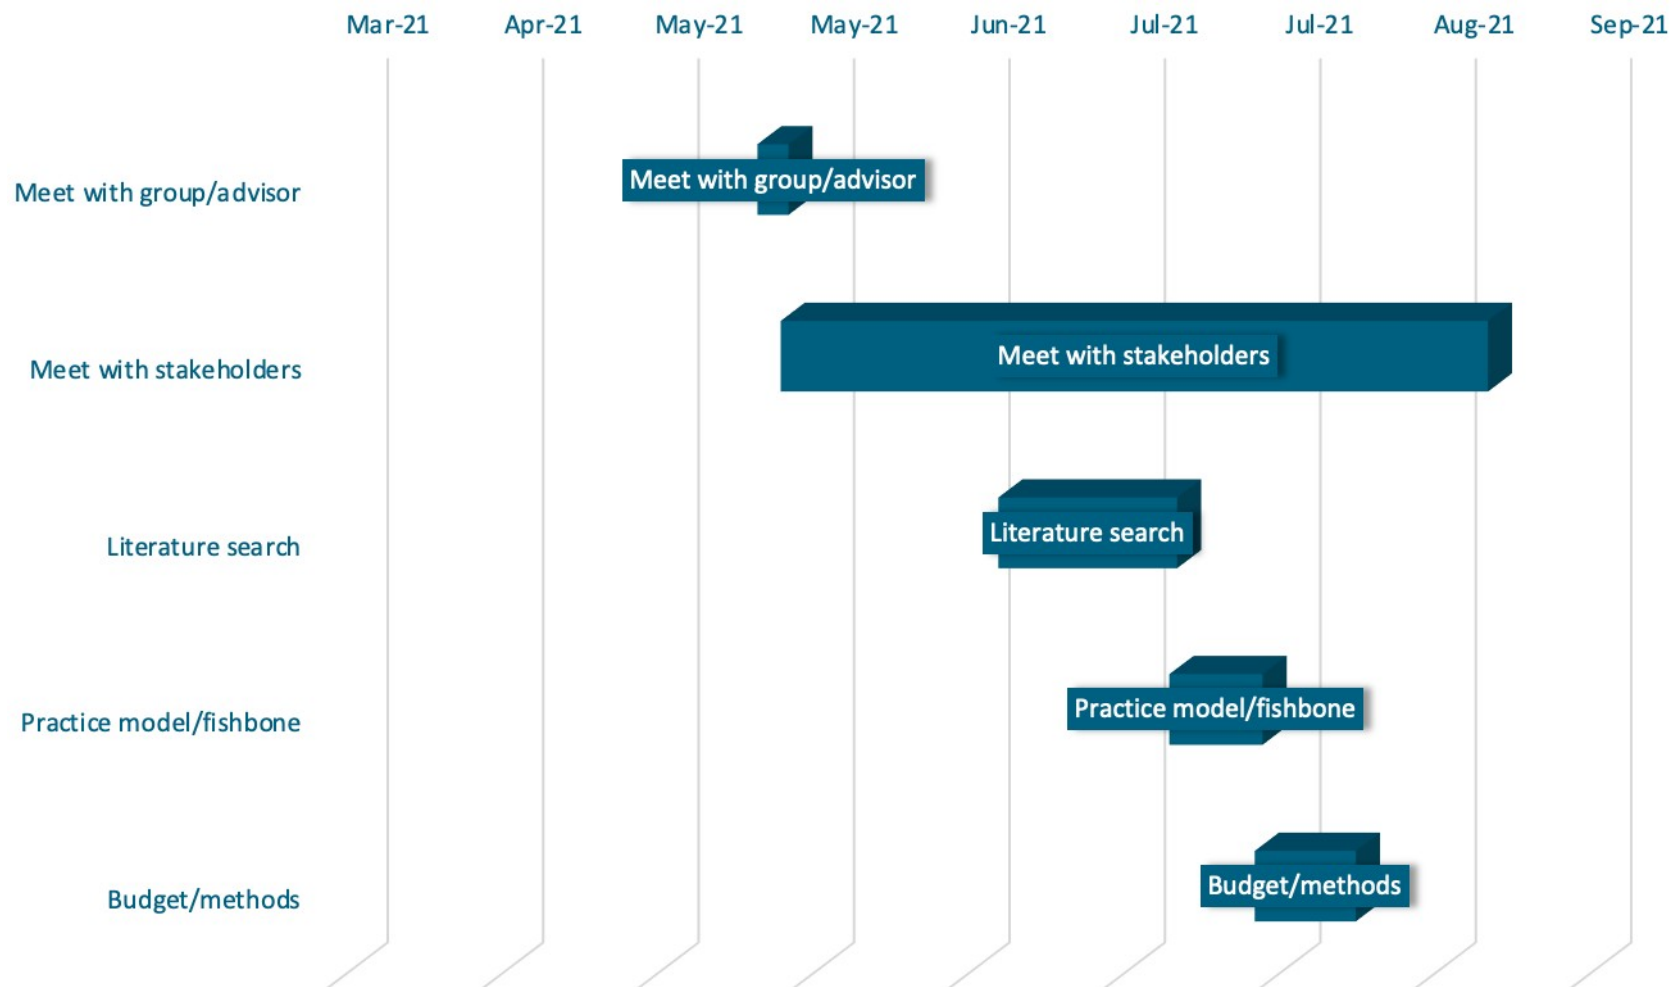 Mar-21 Apr-21 May-21 May-21 Jun-21 Jul-21 Jul-21 Aug-21 Sep-21
Meet with group/advisor Meet with group/advisor
Meet with stakeholders Meet with stakeholders
Literature search Literature search
Practice model/fishbone Practice model/fishbone
Budget/methods Budget/methods